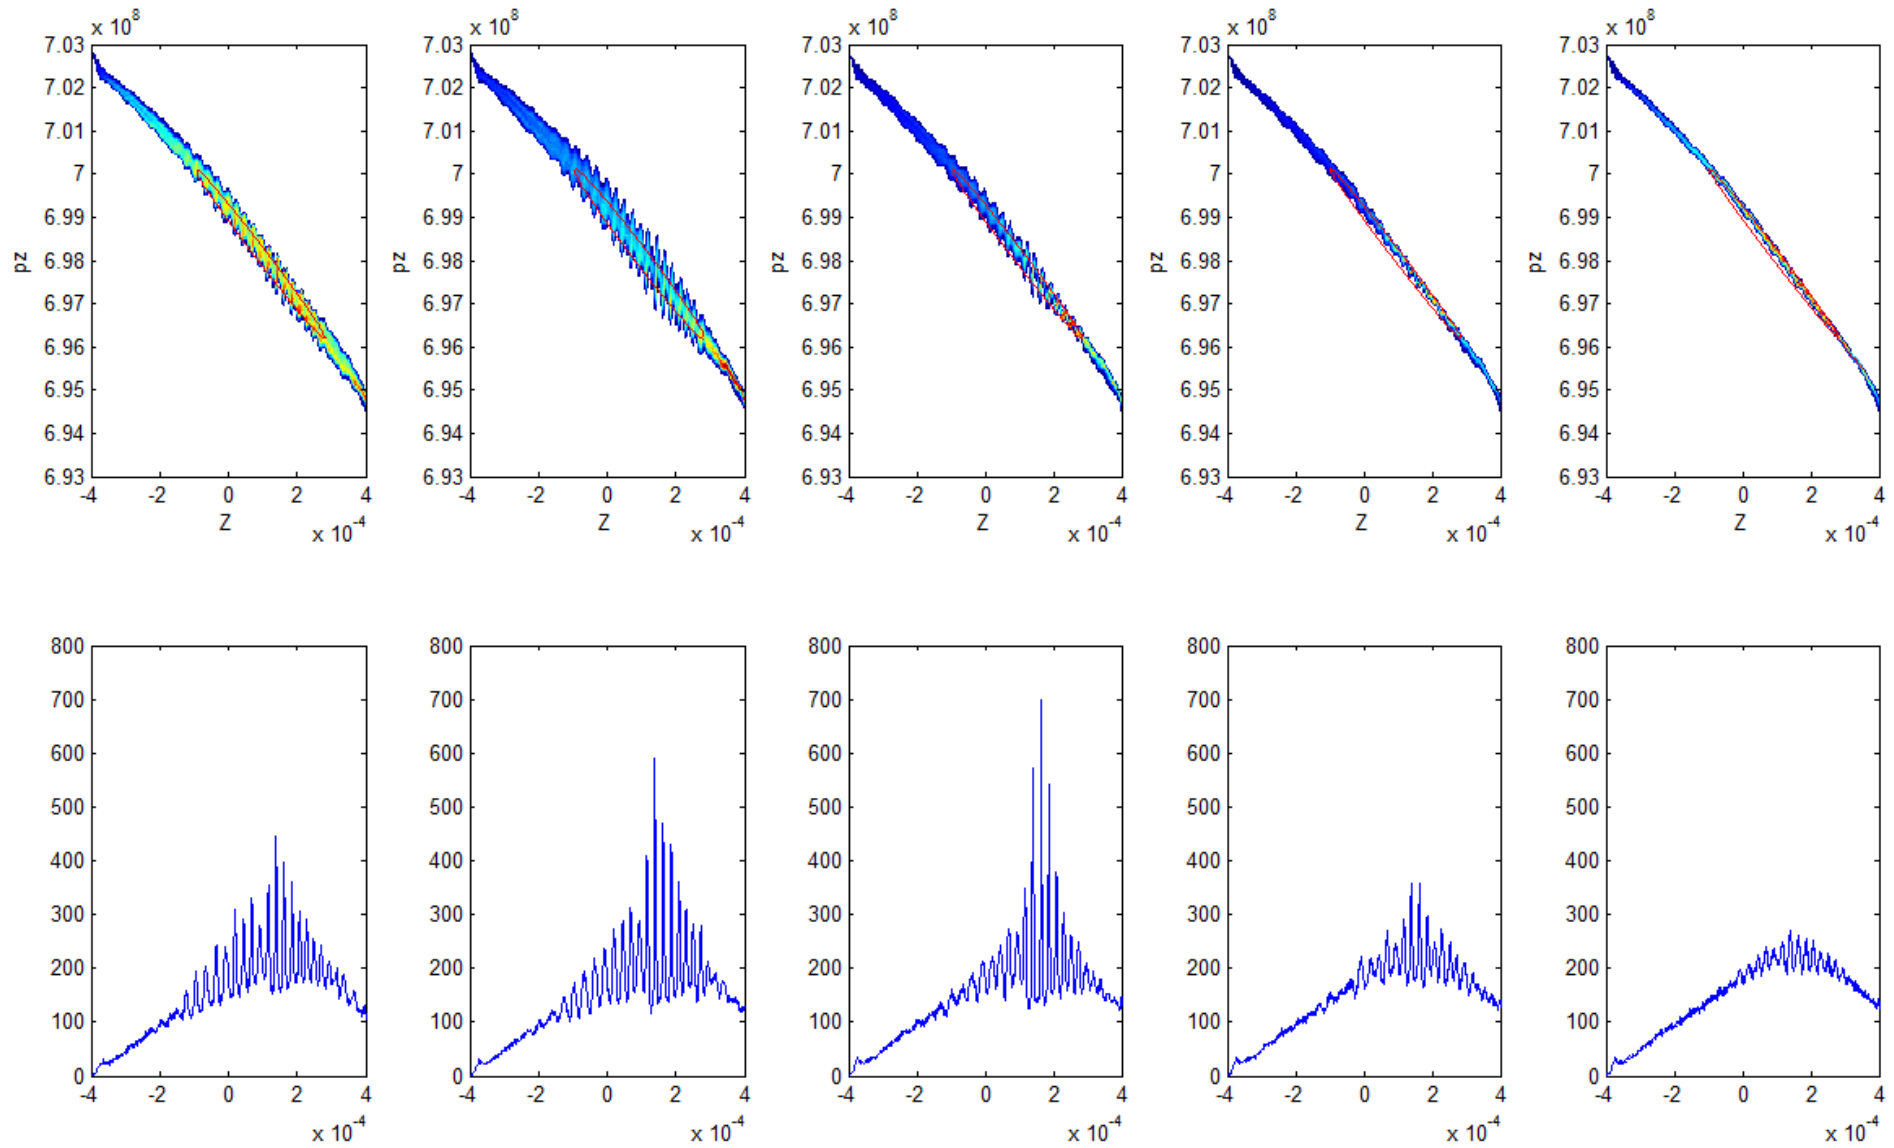 x 10^8 x 10^8 x 10^8 x 10^8 x 10^8
7.03 7.03 7.03 7.03 7.03
7.02 7.02 7.02 7.02 7.02
7.01 7.01 7.01 7.01 7.01
7 7 7 7 7
6.99 6.99 6.99 6.99 6.99
6.98 6.98 6.98 6.98 6.98
pz pz pz pz pz
6.97 6.97 6.97 6.97 6.97
6.96 6.96 6.96 6.96 6.96
6.95 6.95 6.95 6.95 6.95
6.94 6.94 6.94 6.94 6.94
6.93 6.93 6.93 6.93 6.93
-4 -2 0 2 4 -4 -2 0 2 4 -4 -2 0 2 4 -4 -2 0 2 4 -4 -2 0 2 4
Z Z Z Z Z
x 10^-4 x 10^-4 x 10^-4 x 10^-4 x 10^-4
800 800 800 800 800
700 700 700 700 700
600 600 600 600 600
500 500 500 500 500
400 400 400 400 400
300 300 300 300 300
200 200 200 200 200
100 100 100 100 100
0 0 0 0 0
-4 -2 0 2 4 -4 -2 0 2 4 -4 -2 0 2 4 -4 -2 0 2 4 -4 -2 0 2 4
x 10^-4 x 10^-4 x 10^-4 x 10^-4 x 10^-4